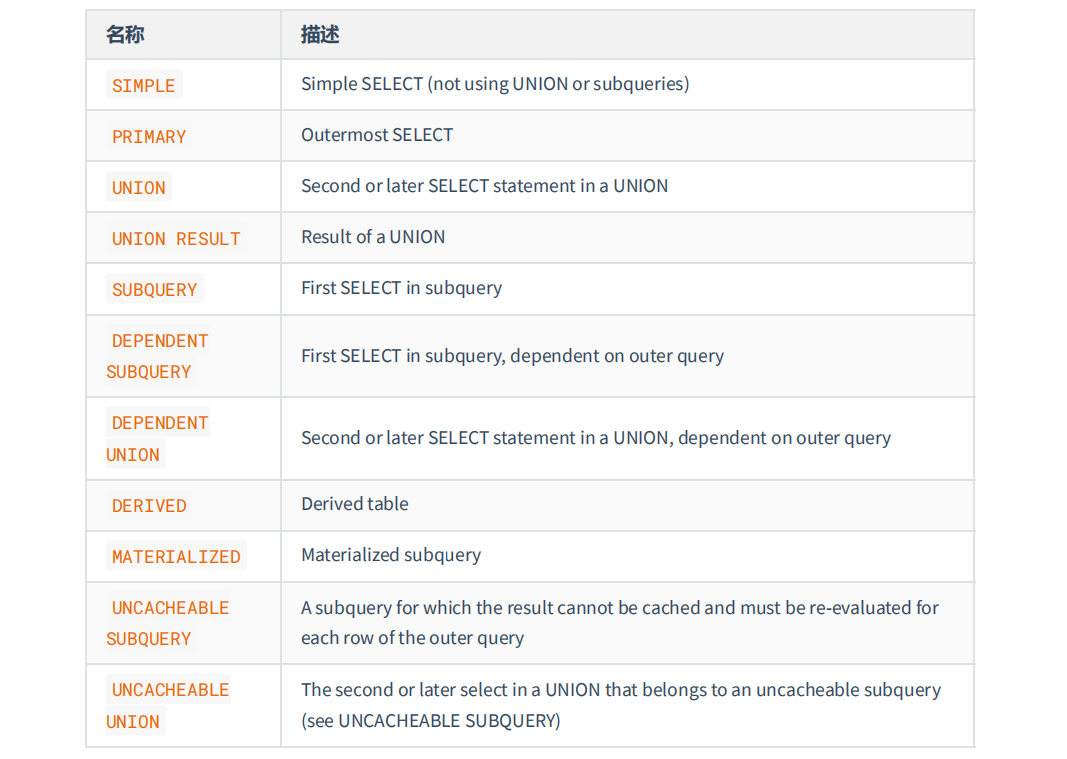 名称 描述
SIMPLE Simple SELECT (not using UNION or subqueries)
PRIMARY Outermost SELECT
UNION Second or later SELECT statement in a UNION
UNION RESULT Result of a UNION
SUBQUERY First SELECT in subquery
DEPENDENT
SUBQUERY
First SELECT in subquery, dependent on outer query
DEPENDENT
UNION
Second or later SELECT statement in a UNION, dependent on outer query
DERIVED Derived table
MATERIALIZED Materialized subquery
UNCACHEABLE
SUBQUERY
A subquery for which the result cannot be cached and must be re-evaluated for
each row of the outer query
UNCACHEABLE
UNION
The second or later select in a UNION that belongs to an uncacheable subquery
(see UNCACHEABLE SUBQUERY)